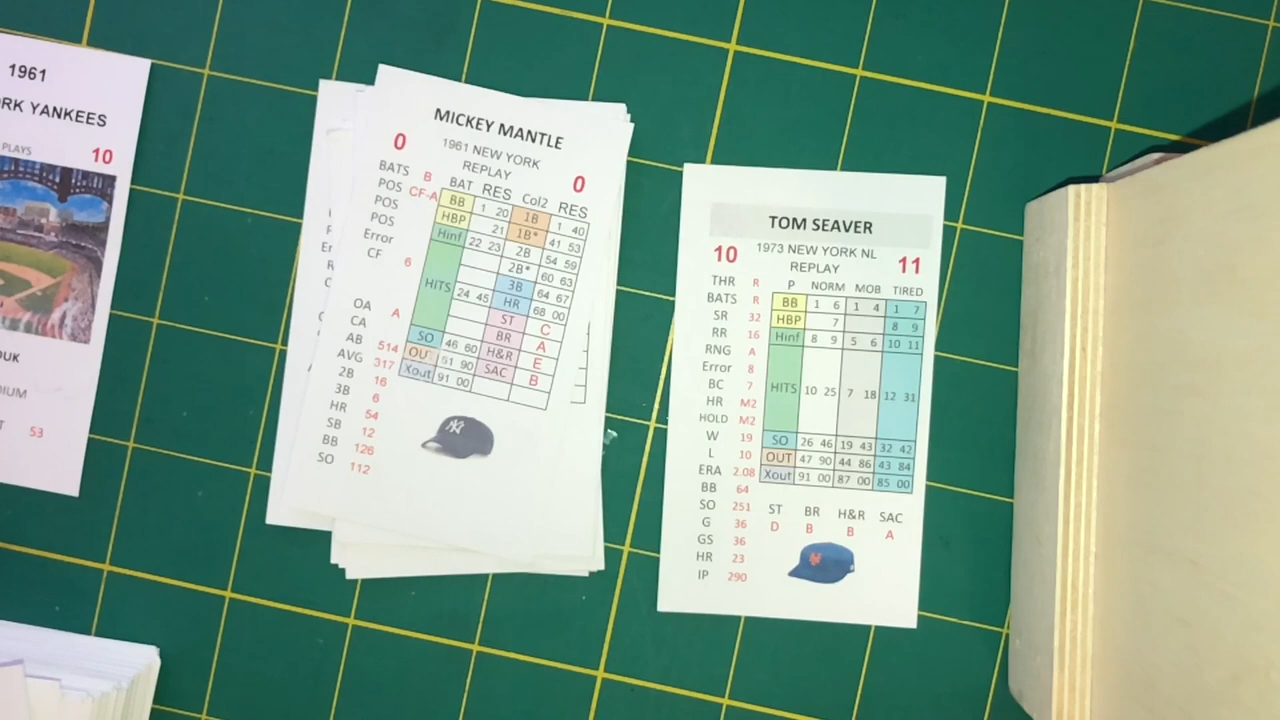 1961
RK YANKEES
PLAYS 10
OUK
DIUM
T 53
MICKEY MANTLE
0 1961 NEW YORK
REPLAY 0
BATS B
POS CF-A
POS
POS
Error
CF 6
OA A
CA
AB 514
AVG 317
2B 16
3B 6
HR 54
SB 12
BB 126
SO 112
BAT RES Col2 RES
BB 1 20 1B 1 40
HBP 21 1B* 41 53
Hinf 22 23 2B 54 59
2B* 60 63
HITS 24 45 3B 64 67
HR 68 00
ST C
BR A
SO 46 60 H&R E
OUT 51 90 SAC B
Xout 91 00
TOM SEAVER
10 1973 NEW YORK NL 11
REPLAY
THR R
BATS R
SR 32
RR 16
RNG A
Error 8
BC 7
HR M2
HOLD M2
W 19
L 10
ERA 2.08
BB 64
SO 251
G 36
GS 36
HR 23
IP 290
P NORM MOB TIRED
BB 1 6 1 4 1 7
HBP 7 8 9
Hinf 8 9 5 6 10 11
HITS 10 25 7 18 12 31
SO 26 46 19 43 32 42
OUT 47 90 44 86 43 84
Xout 91 00 87 00 85 00
ST BR H&R SAC
D B B A